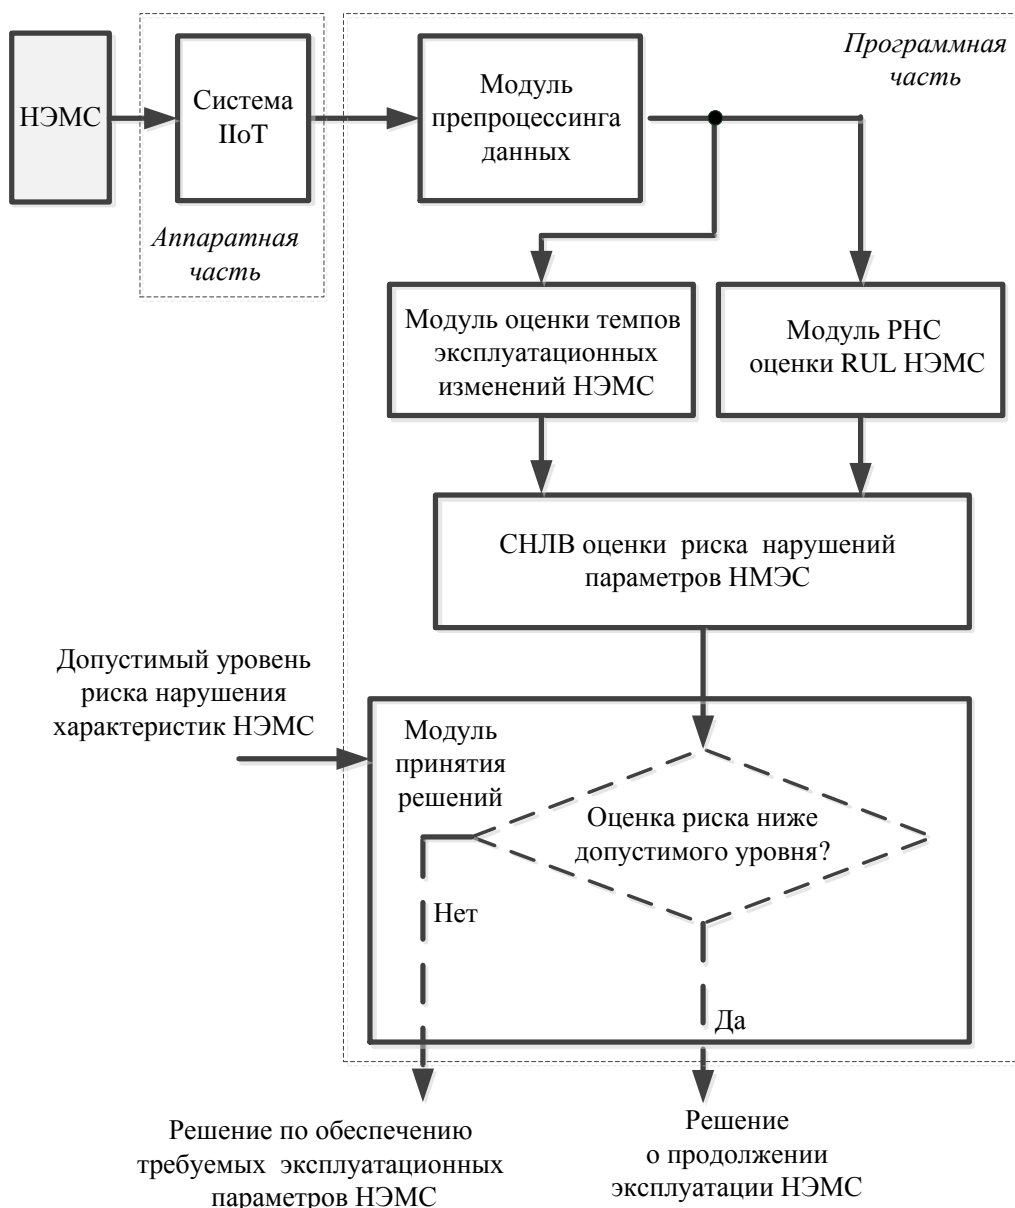 Программная
часть
НЭМС
Система
IIoT
Модуль
препроцессинга
данных
Аппаратная
часть
Модуль оценки темпов
эксплуатационных
изменений НЭМС
Модуль РНС
оценки RUL НЭМС
СНЛВ оценки риска нарушений
параметров НМЭС
Допустимый уровень
риска нарушения
характеристик НЭМС
Модуль
принятия
решений
Оценка риска ниже
допустимого уровня?
Нет
Да
Решение по обеспечению
требуемых эксплуатационных
параметров НЭМС
Решение
о продолжении
эксплуатации НЭМС